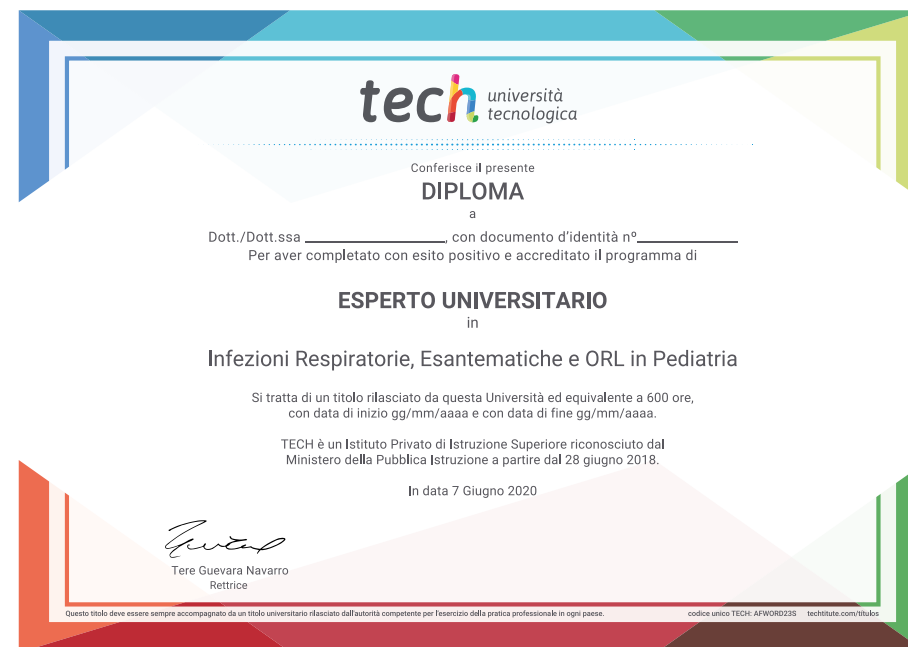 tech università
tecnologica
Conferisce il presente
DIPLOMA
a
Dott./Dott.ssa ____________________, con documento d'identità nº______________
Per aver completato con esito positivo e accreditato il programma di
ESPERTO UNIVERSITARIO
in
Infezioni Respiratorie, Esantematiche e ORL in Pediatria
Si tratta di un titolo rilasciato da questa Università ed equivalente a 600 ore,
con data di inizio gg/mm/aaaa e con data di fine gg/mm/aaaa.
TECH è un Istituto Privato di Istruzione Superiore riconosciuto dal
Ministero della Pubblica Istruzione a partire dal 28 giugno 2018.
In data 7 Giugno 2020
Tere Guevara Navarro
Rettrice
Questo titolo deve essere sempre accompagnato da un titolo universitario rilasciato dall'autorità competente per l'esercizio della pratica professionale in ogni paese. codice unico TECH: AFWORD23S techtitute.com/titulos